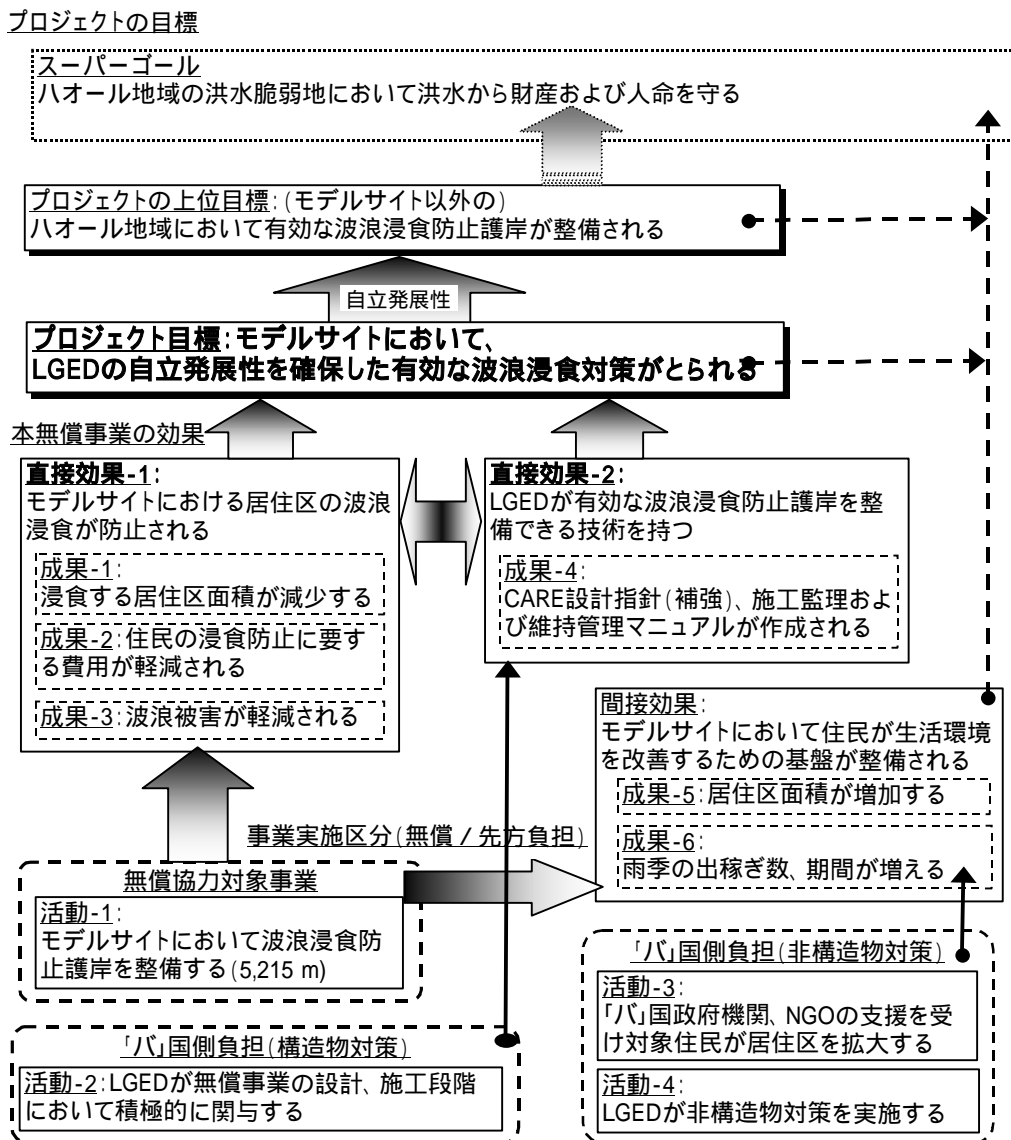 プロジェクトの目標
スーパーゴール
ハオール地域の洪水脆弱地において洪水から財産および人命を守る
プロジェクトの上位目標:(モデルサイト以外の)
ハオール地域において有効な波浪浸食防止護岸が整備される
自立発展性
プロジェクト目標:モデルサイトにおいて、
LGEDの自立発展性を確保した有効な波浪浸食対策がとられる
本無償事業の効果
直接効果-1:
モデルサイトにおける居住区の波浪
浸食が防止される
成果-1:
浸食する居住区面積が減少する
成果-2:住民の浸食防止に要す
る費用が軽減される
成果-3:波浪被害が軽減される
直接効果-2:
LGEDが有効な波浪浸食防止護岸を整
備できる技術を持つ
成果-4:
CARE設計指針(補強)、施工監理およ
び維持管理マニュアルが作成される
間接効果:
モデルサイトにおいて住民が生活環境
を改善するための基盤が整備される
成果-5:居住区面積が増加する
成果-6:
雨季の出稼ぎ数、期間が増える
事業実施区分(無償/先方負担)
無償協力対象事業
活動-1:
モデルサイトにおいて波浪浸食防
止護岸を整備する(5,215 m)
「バ」国側負担(構造物対策)
活動-2:LGEDが無償事業の設計、施工段階
において積極的に関与する
「バ」国側負担(非構造物対策)
活動-3:
「バ」国政府機関、NGOの支援を受
け対象住民が居住区を拡大する
活動-4:
LGEDが非構造物対策を実施する